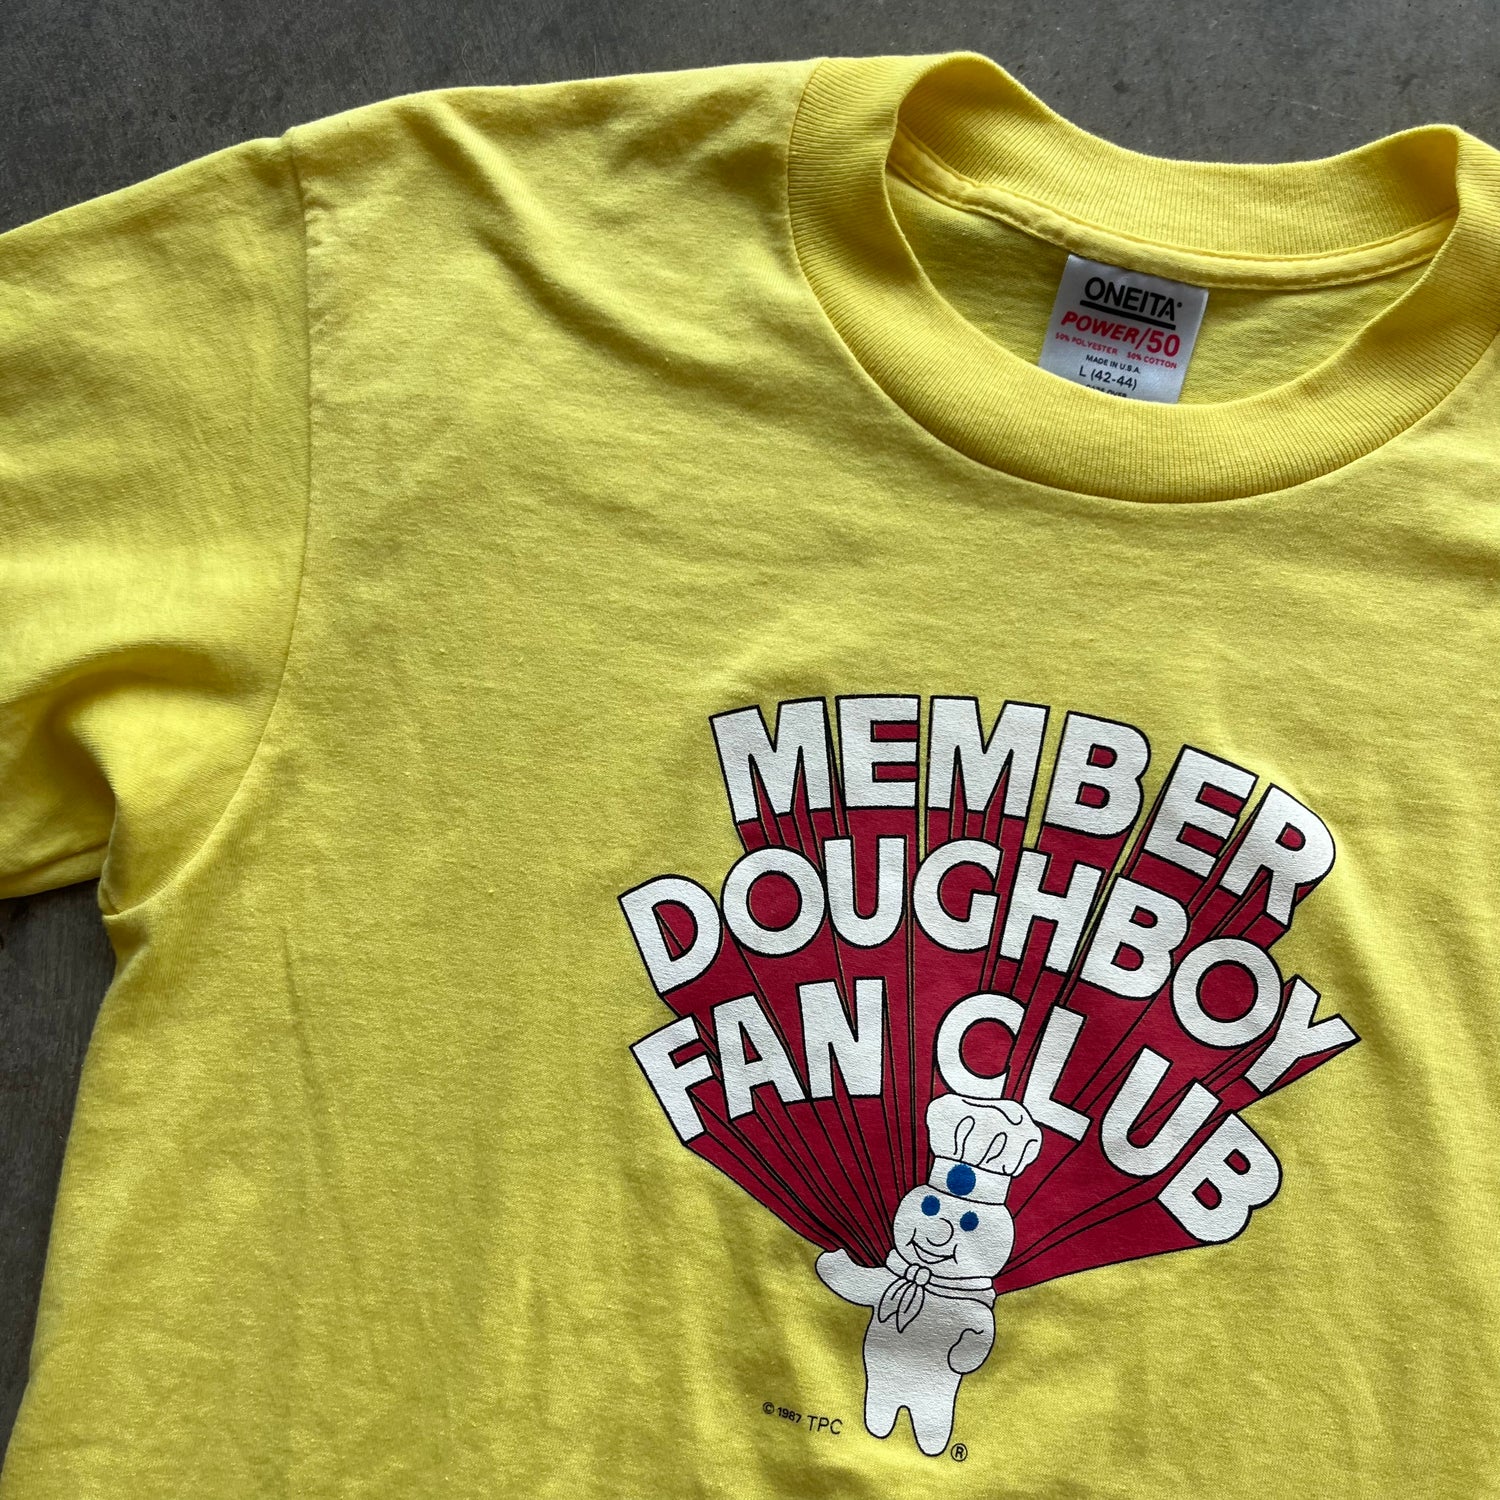 ONEITA®
POWER/50
50% POLYESTER 50% COTTON
MADE IN U.S.A.
L (42-44)
MEMBER
DOUGHBOY
FAN CLUB
© 1987 TPC
®